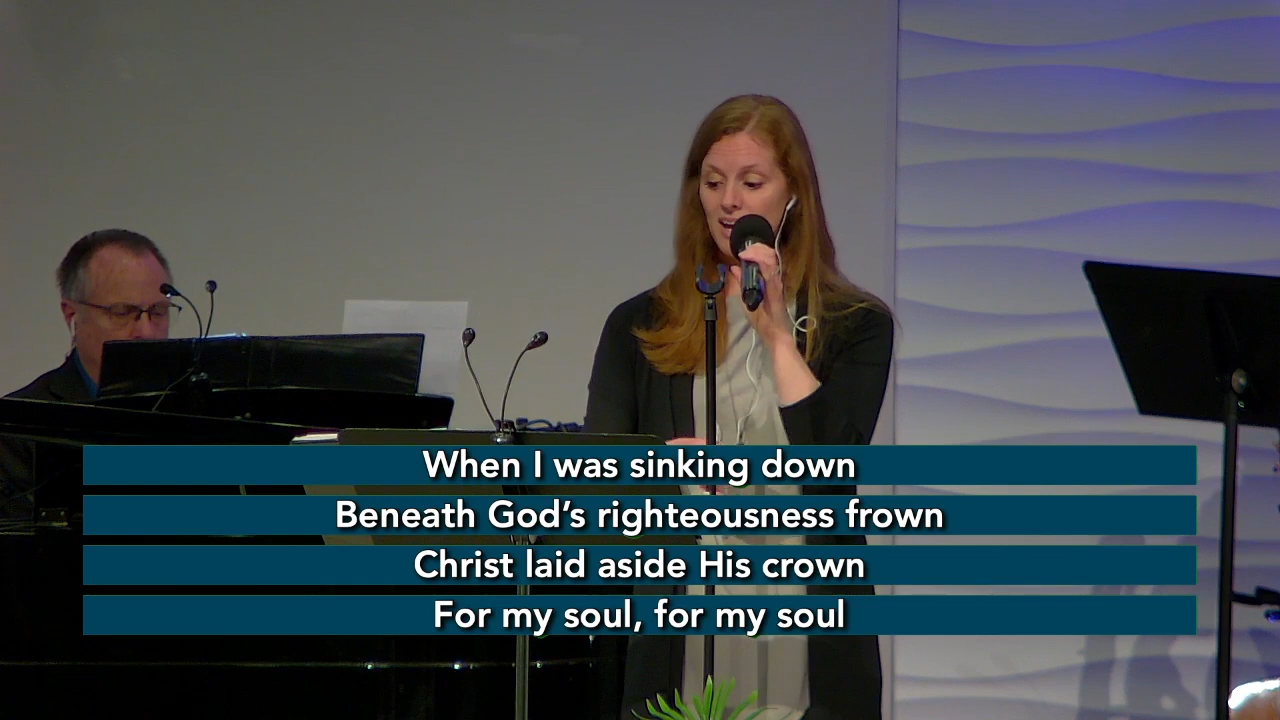 When I was sinking down
Beneath God’s righteousness frown
Christ laid aside His crown
For my soul, for my soul